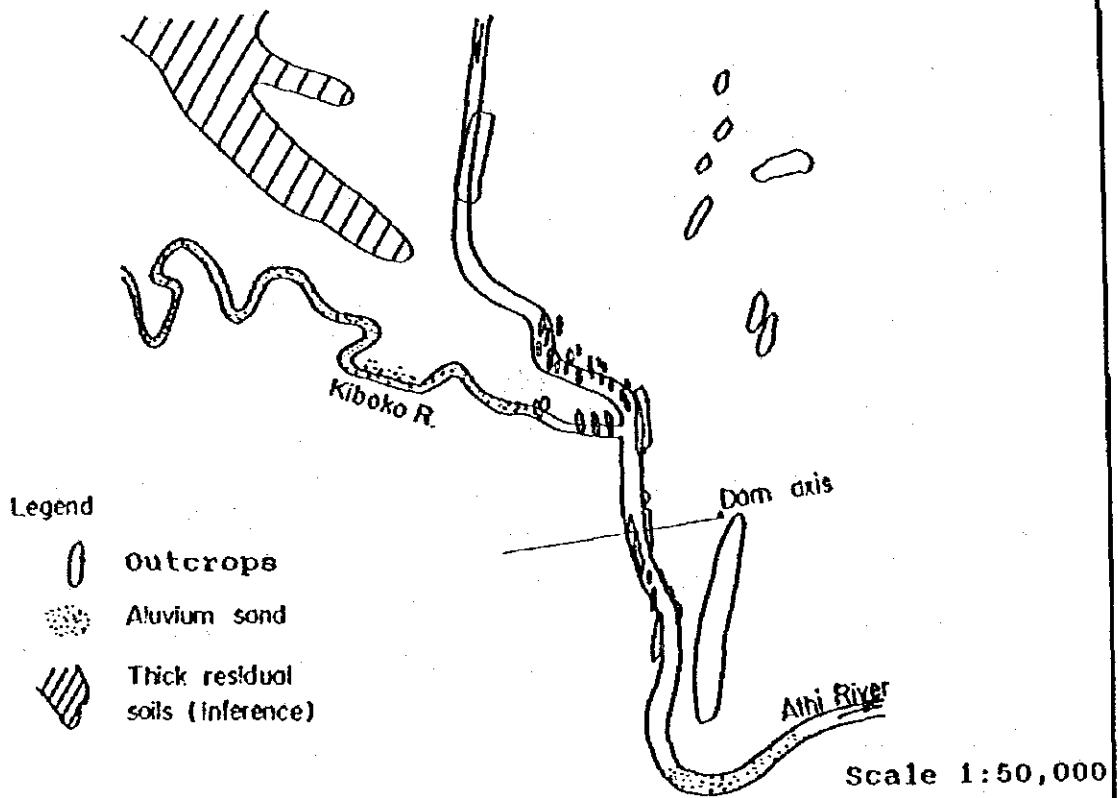 Kiboko R.
Dam axis
Legend
Outcrops
Aluvium sand
Thick residual
soils (inference)
Athi River
Scale 1:50,000